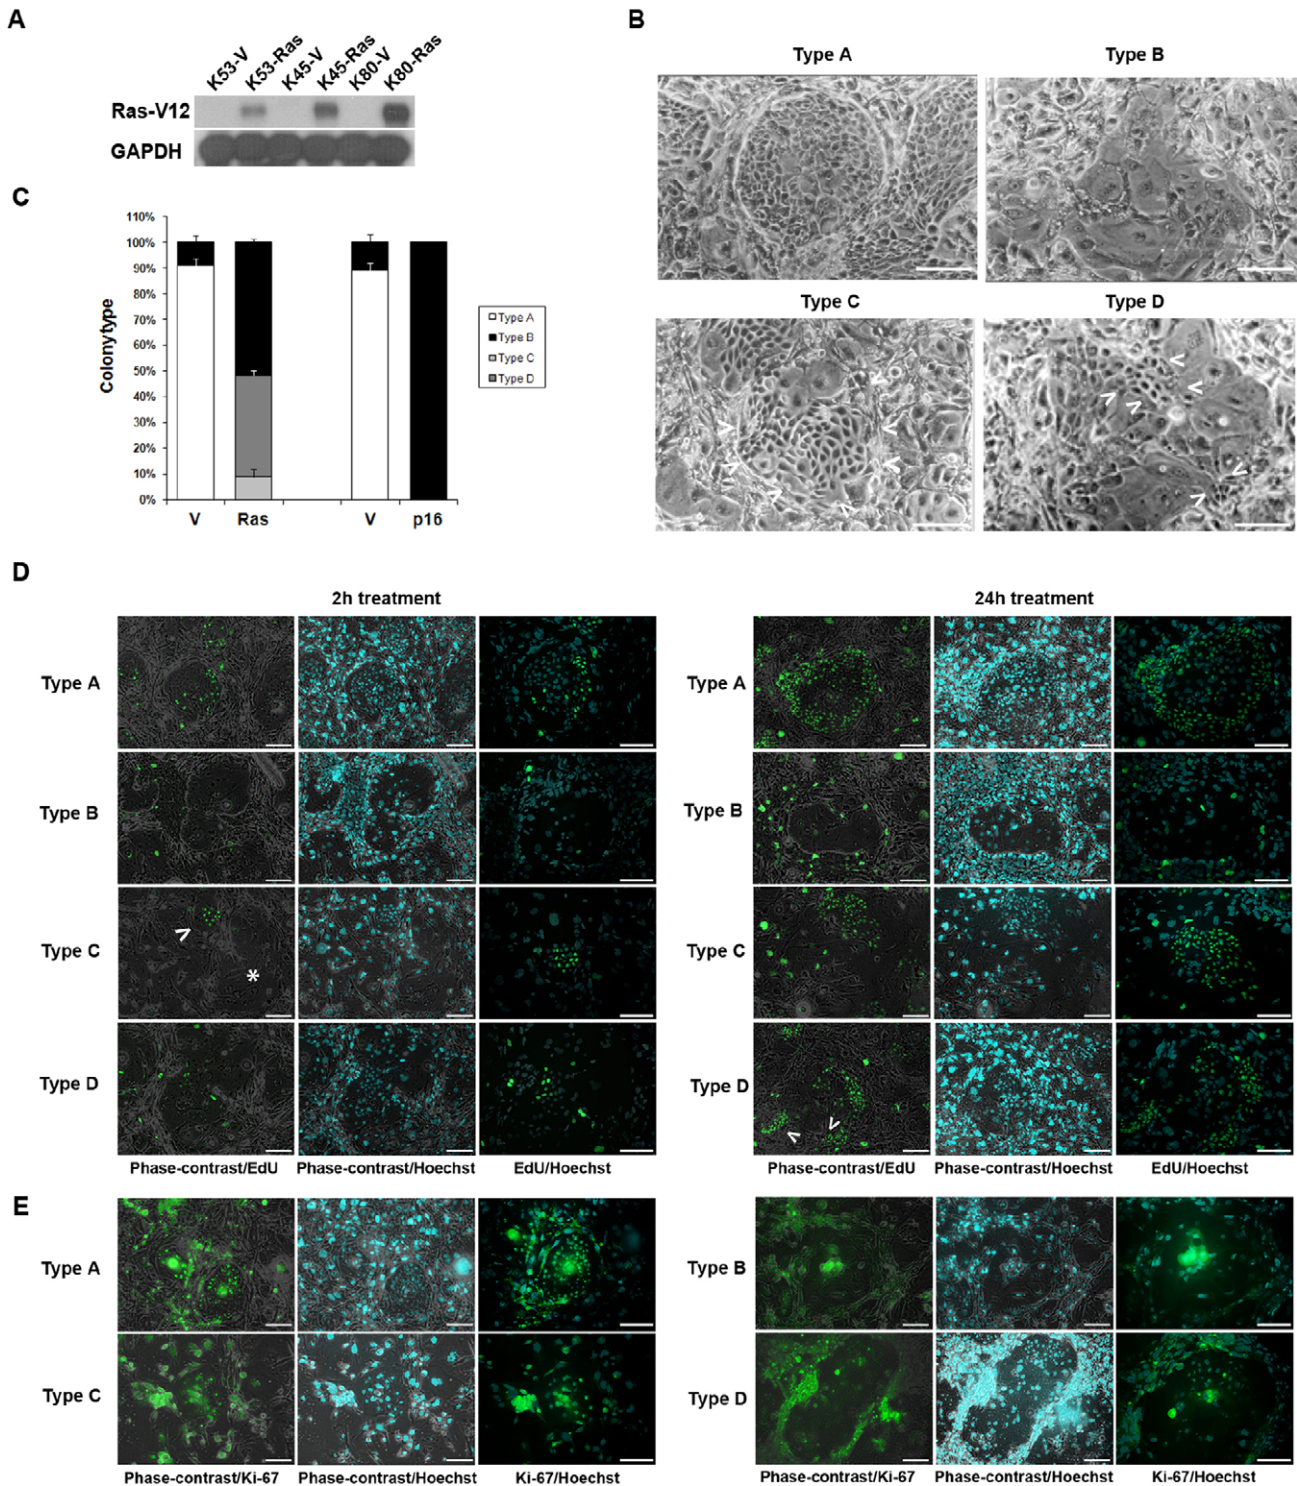 A
K53-V
K53-Ras
K45-V
K45-Ras
K80-V
K80-Ras
Ras-V12
GAPDH
B
Type A
Type B
Type C
Type D
C
Colonytype
110%
100%
90%
80%
70%
60%
50%
40%
30%
20%
10%
0%
V
Ras
V
p16
Type A
Type B
Type C
Type D
D
2h treatment
24h treatment
Type A
Type B
Type C
*
Type D
Phase-contrast/EdU
Phase-contrast/Hoechst
EdU/Hoechst
Type A
Type B
Type C
Type D
Phase-contrast/EdU
Phase-contrast/Hoechst
EdU/Hoechst
E
Type A
Type C
Phase-contrast/Ki-67
Phase-contrast/Hoechst
Ki-67/Hoechst
Type B
Type D
Phase-contrast/Ki-67
Phase-contrast/Hoechst
Ki-67/Hoechst